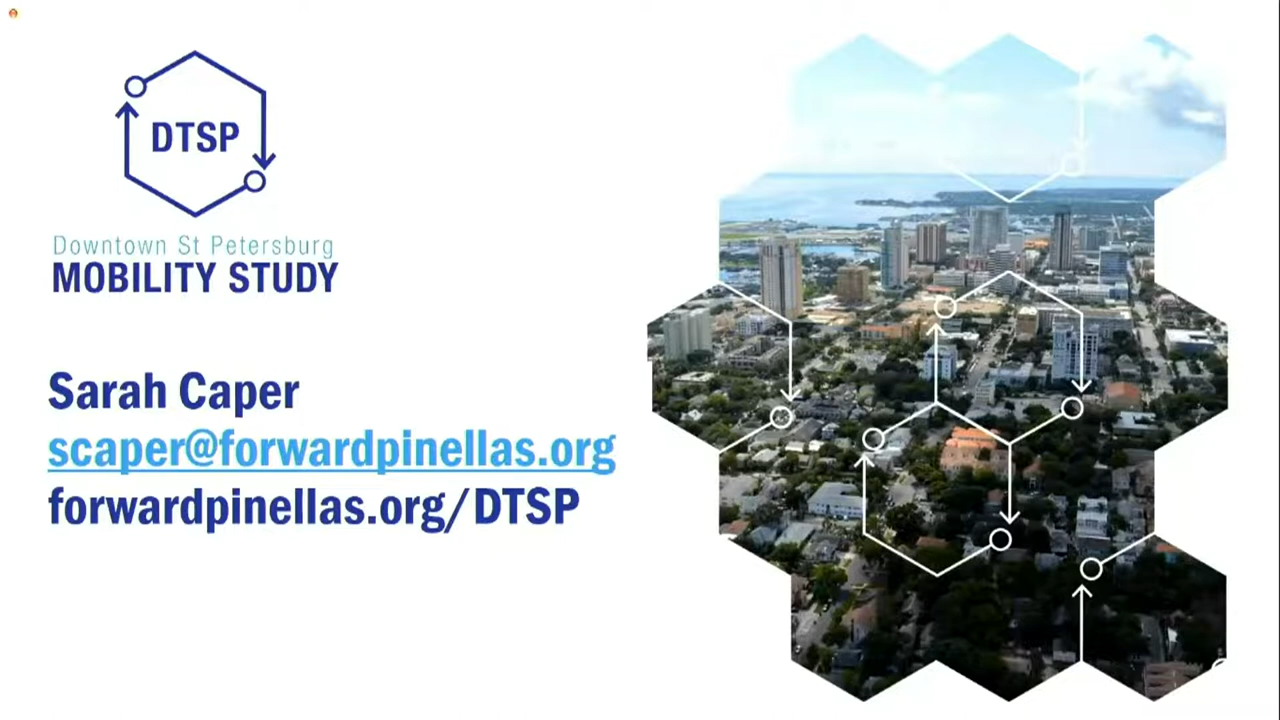 DTSP
Downtown St Petersburg
MOBILITY STUDY
Sarah Caper
scaper@forwardpinellas.org
forwardpinellas.org/DTSP